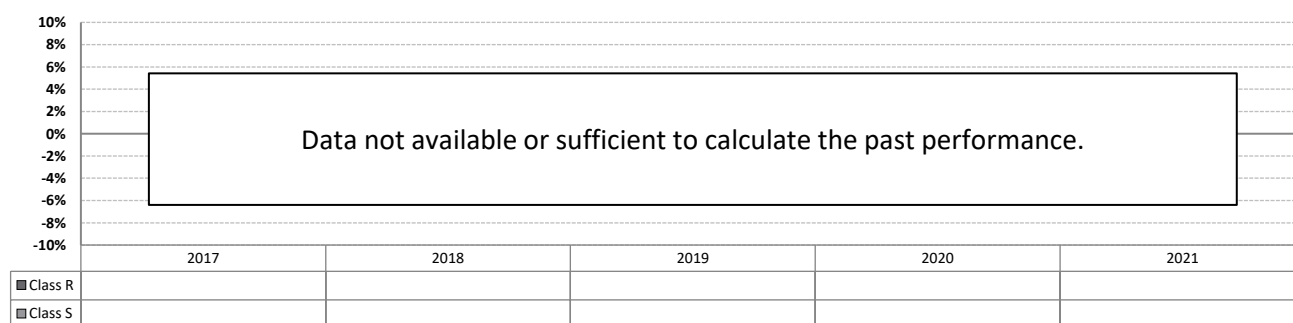 10%
8%
6%
4%
2%
0%
-2%
-4%
-6%
-8%
-10%
Data not available or sufficient to calculate the past performance.
2017 2018 2019 2020 2021
Class R
Class S